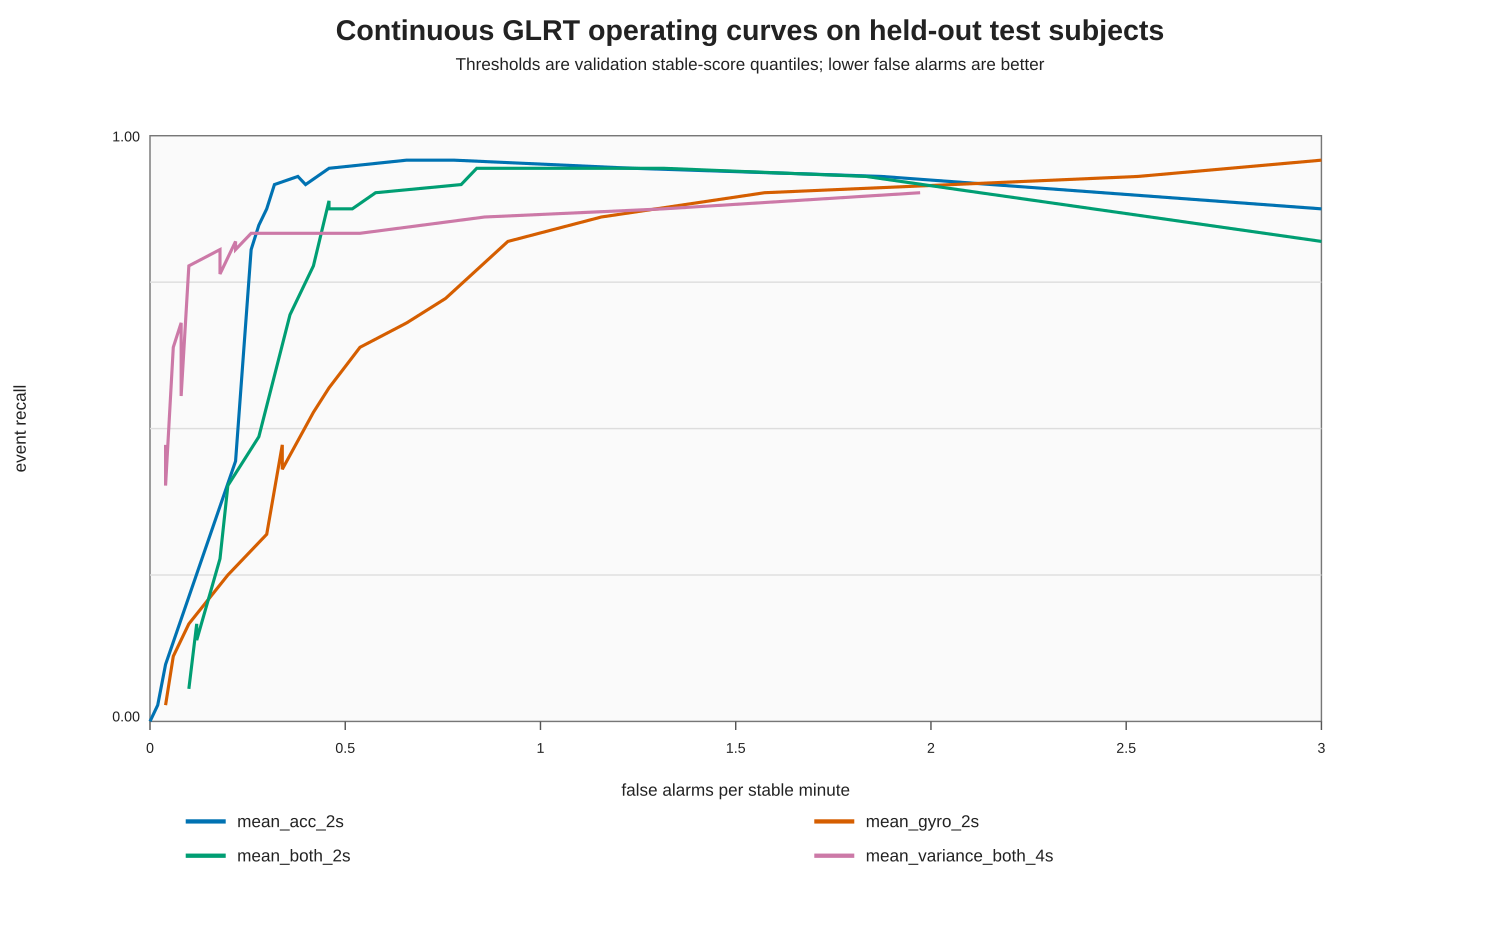 Continuous GLRT operating curves on held-out test subjects
Thresholds are validation stable-score quantiles; lower false alarms are better
1.00
event recall
0.00
0 0.5 1 1.5 2 2.5 3
false alarms per stable minute
mean_acc_2s mean_gyro_2s
mean_both_2s mean_variance_both_4s